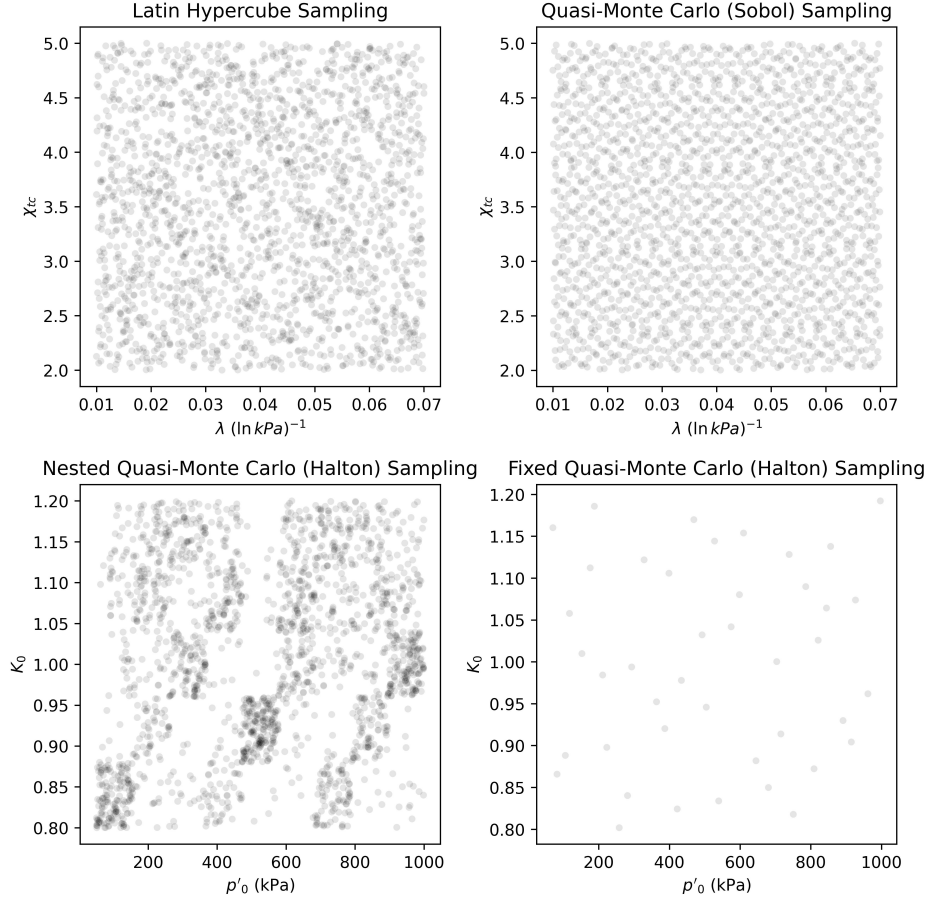 Latin Hypercube Sampling
Quasi-Monte Carlo (Sobol) Sampling
5.0
4.5
4.0
3.5
3.0
2.5
2.0
χtc
0.01 0.02 0.03 0.04 0.05 0.06 0.07
λ (ln kPa)⁻¹
5.0
4.5
4.0
3.5
3.0
2.5
2.0
χtc
0.01 0.02 0.03 0.04 0.05 0.06 0.07
λ (ln kPa)⁻¹
Nested Quasi-Monte Carlo (Halton) Sampling
Fixed Quasi-Monte Carlo (Halton) Sampling
1.20
1.15
1.10
1.05
1.00
0.95
0.90
0.85
0.80
K₀
200 400 600 800 1000
p'₀ (kPa)
1.20
1.15
1.10
1.05
1.00
0.95
0.90
0.85
0.80
K₀
200 400 600 800 1000
p'₀ (kPa)